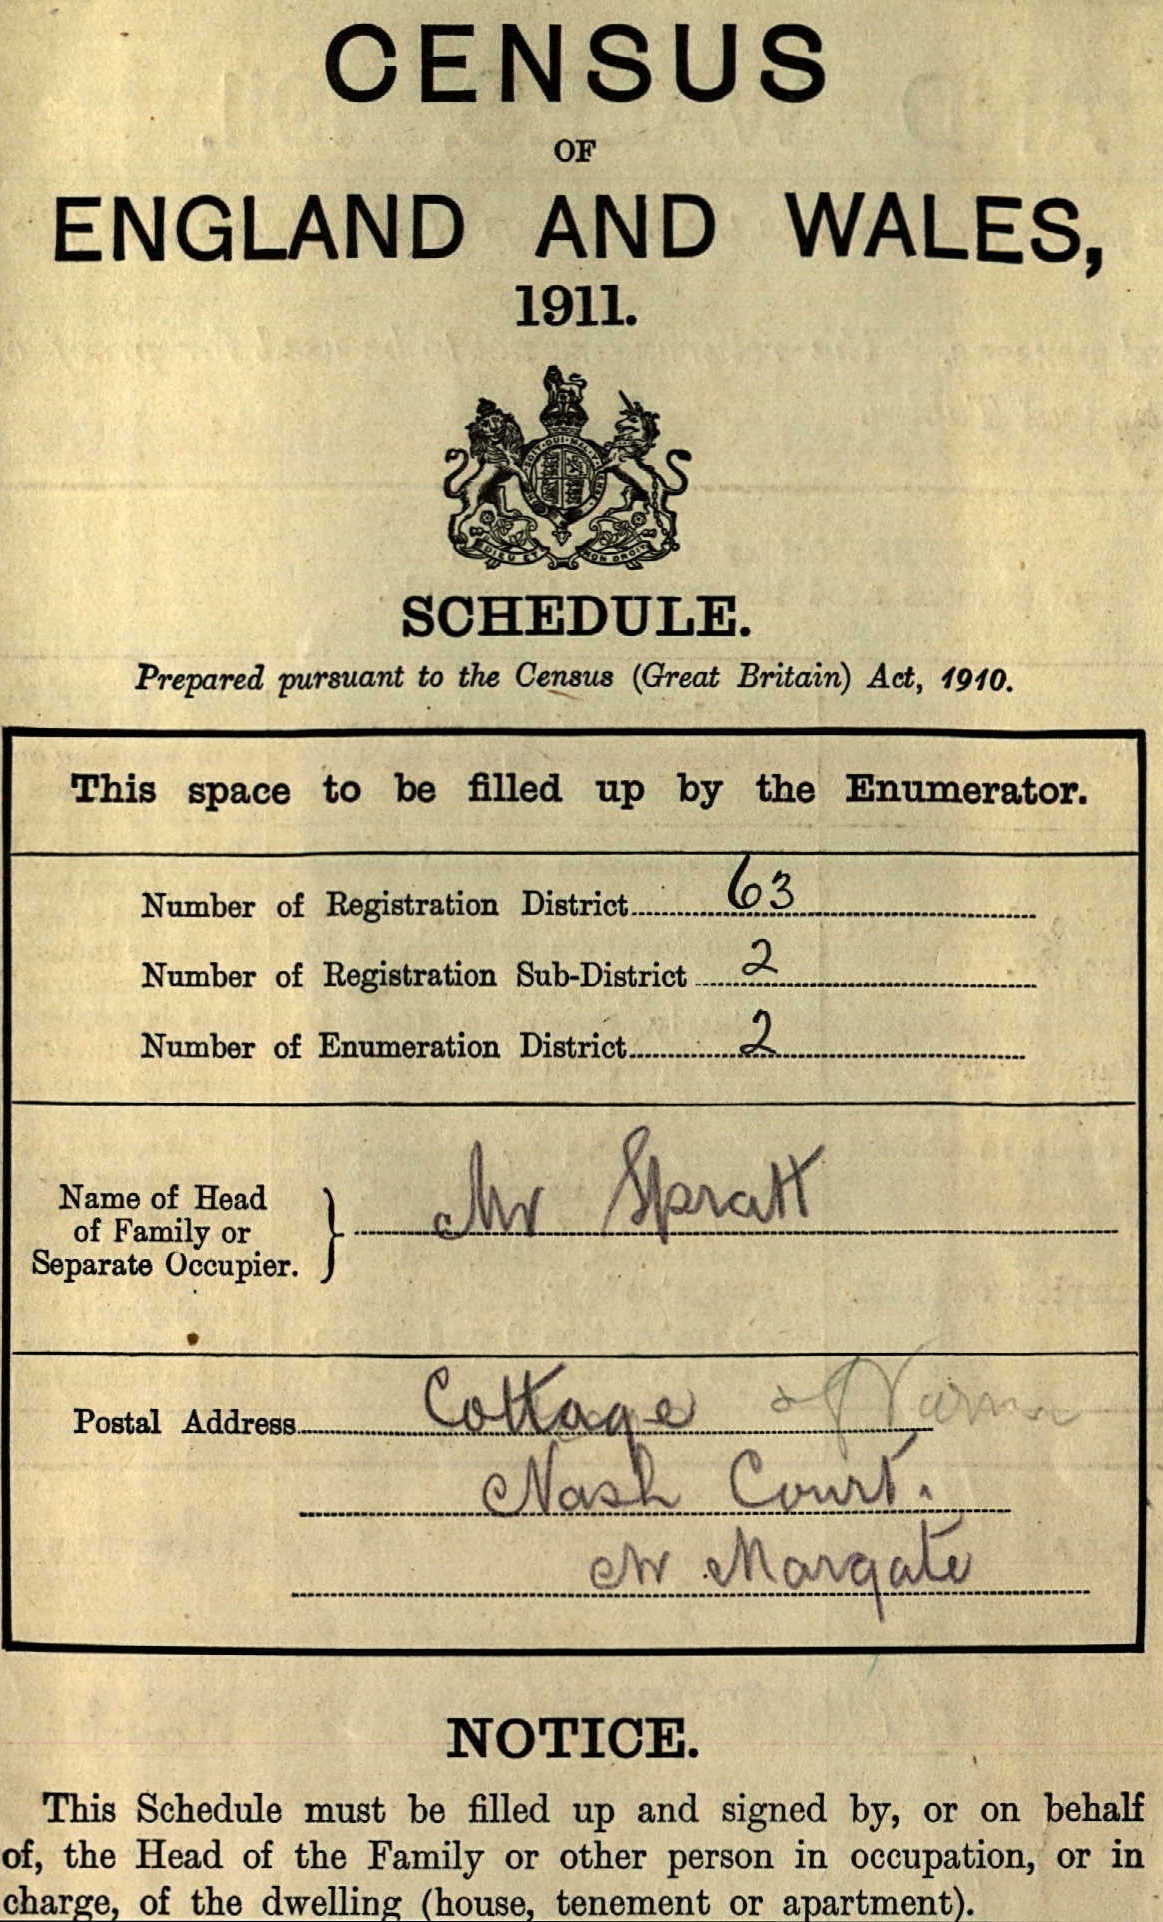 CENSUS
OF
ENGLAND AND WALES,
1911.
DIEU ET MON DROIT
SCHEDULE.
Prepared pursuant to the Census (Great Britain) Act, 1910.
This space to be filled up by the Enumerator.
Number of Registration District 63
Number of Registration Sub-District 2
Number of Enumeration District 2
Name of Head
of Family or
Separate Occupier.
Mr Spratt
Postal Address Cottage
Nash Court.
Nr Margate
NOTICE.
This Schedule must be filled up and signed by, or on behalf
of, the Head of the Family or other person in occupation, or in
charge, of the dwelling (house, tenement or apartment).